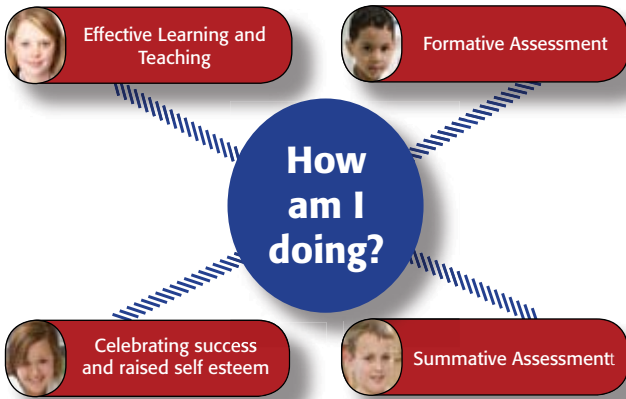 Effective Learning and
Teaching
Formative Assessment
How
am I
doing?
Celebrating success
and raised self esteem
Summative Assessmentt